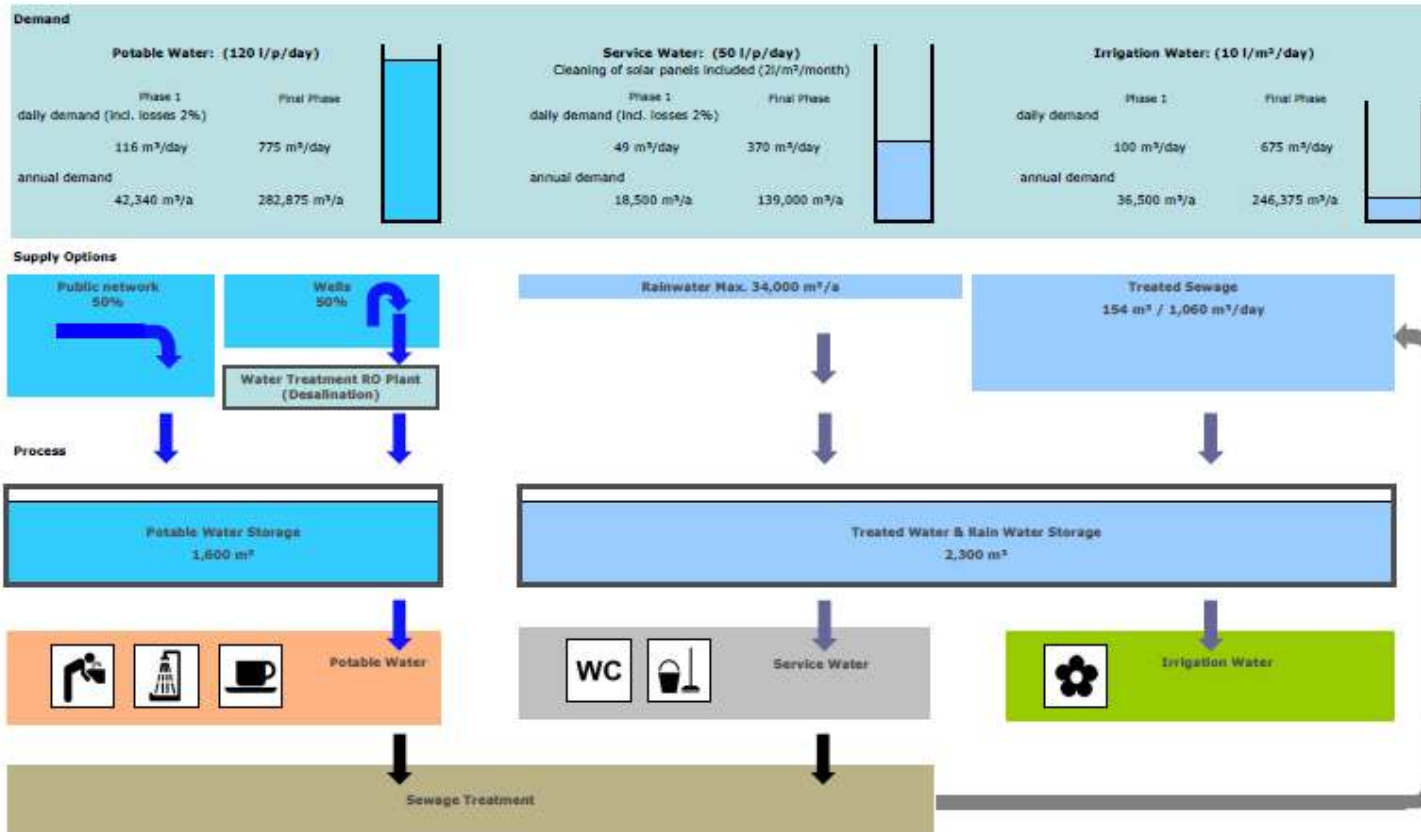 Demand
Potable Water: (120 l/p/day)
Phase 1 Final Phase
daily demand (incl. losses 2%)
116 m³/day 775 m³/day
annual demand
42,340 m³/a 282,875 m³/a
Service Water: (50 l/p/day)
Cleaning of solar panels included (2l/m²/month)
Phase 1 Final Phase
daily demand (incl. losses 2%)
49 m³/day 370 m³/day
annual demand
18,500 m³/a 139,000 m³/a
Irrigation Water: (10 l/m²/day)
Phase 1 Final Phase
daily demand
100 m³/day 675 m³/day
annual demand
36,500 m³/a 246,375 m³/a
Supply Options
Public network
50%
Wells
50%
Water Treatment RO Plant
(Desalination)
Rainwater Max. 34,000 m³/a
Treated Sewage
154 m³ / 1,060 m³/day
Process
Potable Water Storage
1,600 m³
Treated Water & Rain Water Storage
2,300 m³
Potable Water
WC
Service Water
Irrigation Water
Sewage Treatment